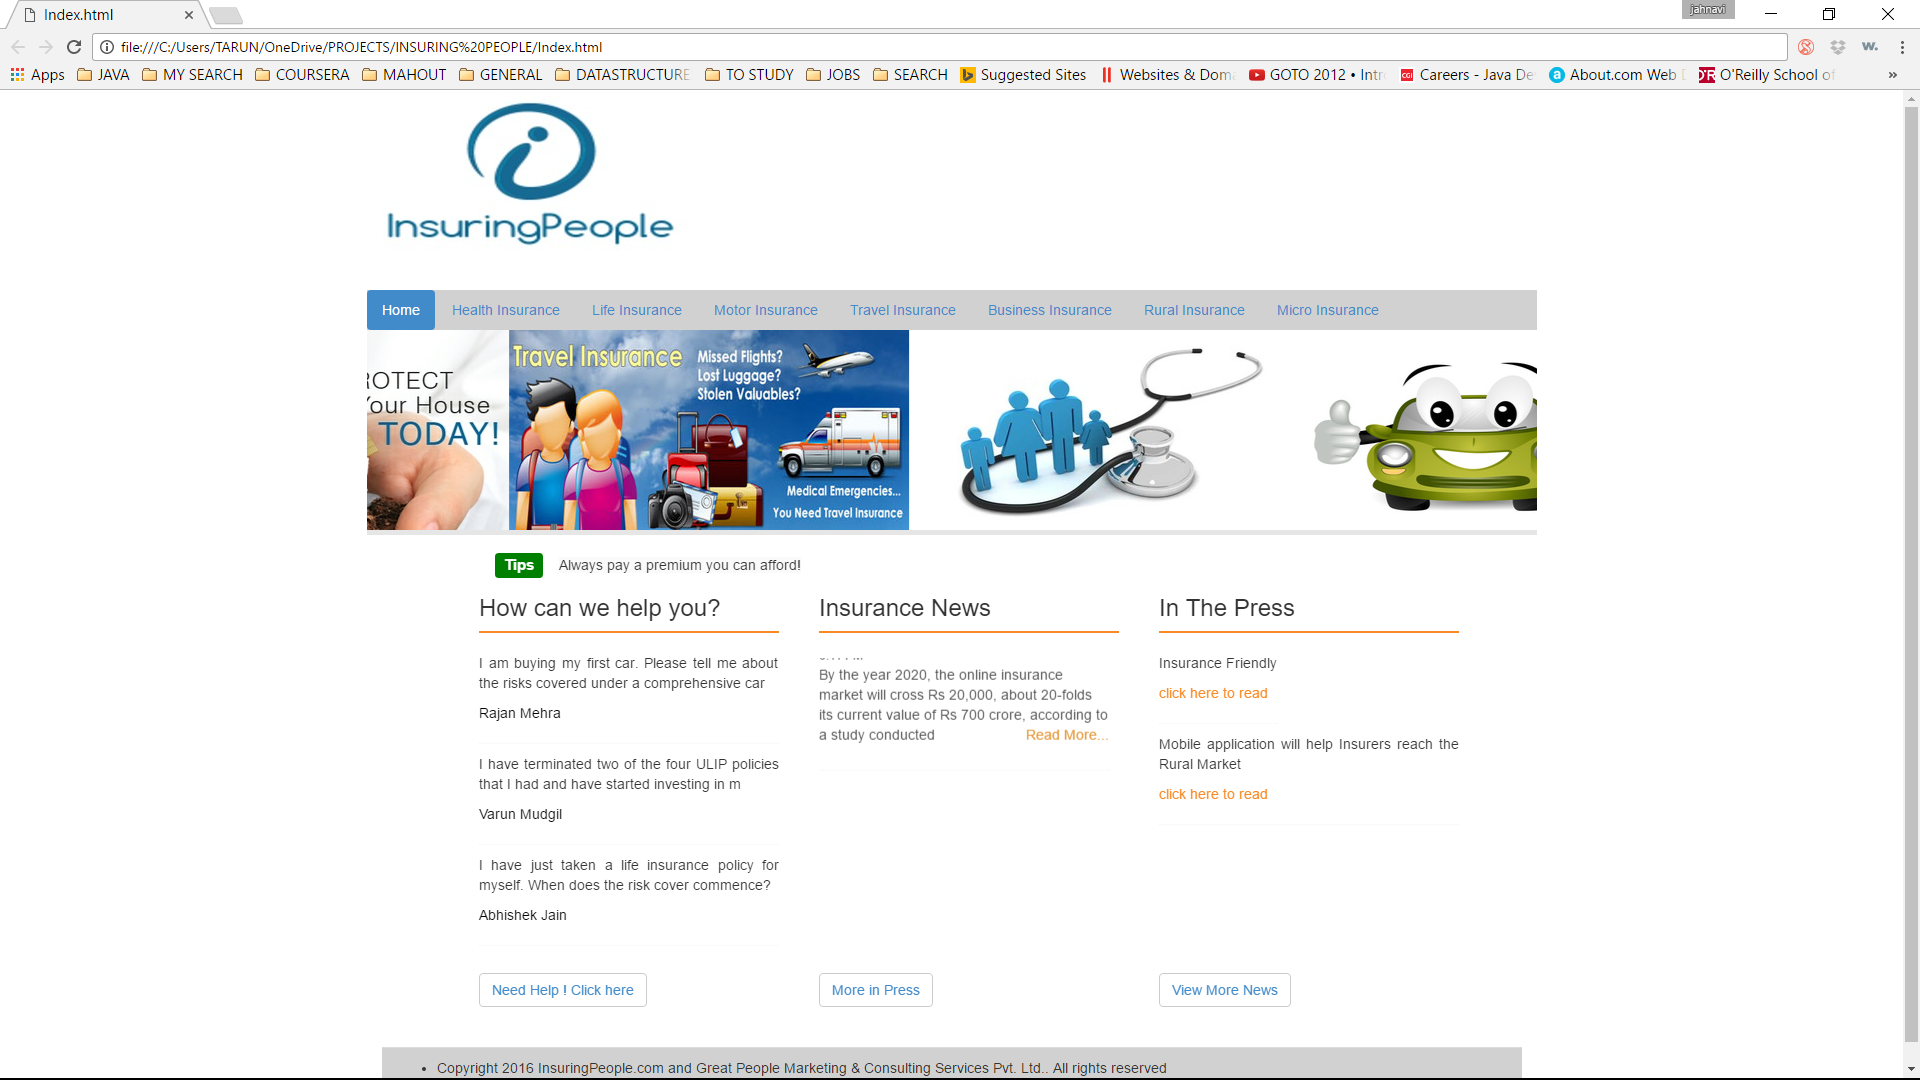 Index.html
jahnavi
file:///C:/Users/TARUN/OneDrive/PROJECTS/INSURING%20PEOPLE/Index.html
w.
Apps JAVA MY SEARCH COURSERA MAHOUT GENERAL DATASTRUCTURE TO STUDY JOBS SEARCH Suggested Sites Websites & Dom GOTO 2012 • Intr CGI Careers - Java De a About.com Web O'R O'Reilly School of »
InsuringPeople
Home Health Insurance Life Insurance Motor Insurance Travel Insurance Business Insurance Rural Insurance Micro Insurance
ROTECT
Your House
TODAY!
Travel Insurance
Missed Flights?
Lost Luggage?
Stolen Valuables?
Medical Emergencies...
You Need Travel Insurance
Tips Always pay a premium you can afford!
How can we help you?
I am buying my first car. Please tell me about
the risks covered under a comprehensive car
Rajan Mehra
I have terminated two of the four ULIP policies
that I had and have started investing in m
Varun Mudgil
I have just taken a life insurance policy for
myself. When does the risk cover commence?
Abhishek Jain
Need Help ! Click here
Insurance News
By the year 2020, the online insurance
market will cross Rs 20,000, about 20-folds
its current value of Rs 700 crore, according to
a study conducted Read More...
More in Press
In The Press
Insurance Friendly
click here to read
Mobile application will help Insurers reach the
Rural Market
click here to read
View More News
• Copyright 2016 InsuringPeople.com and Great People Marketing & Consulting Services Pvt. Ltd.. All rights reserved